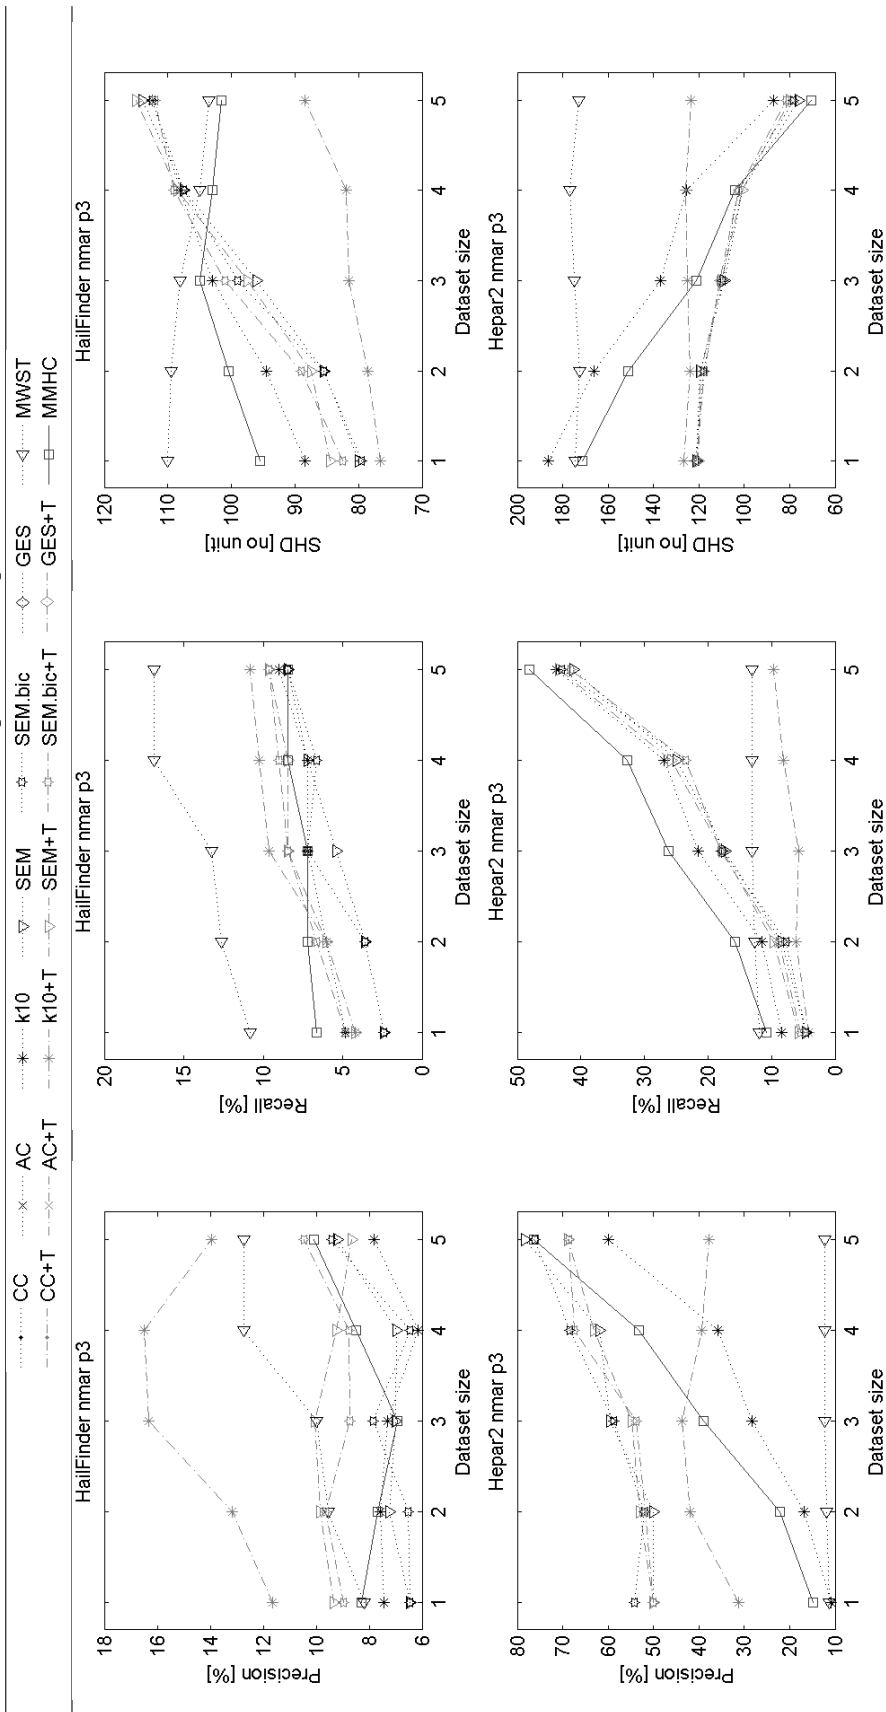 CC AC k10 SEM SEM.bic GES MWST
CC+T AC+T k10+T SEM+T SEM.bic+T GES+T MMHC
HailFinder nmar p3
Precision [%]
18
16
14
12
10
8
6
1 2 3 4 5
Dataset size
HailFinder nmar p3
Recall [%]
20
15
10
5
0
1 2 3 4 5
Dataset size
HailFinder nmar p3
SHD [no unit]
120
110
100
90
80
70
1 2 3 4 5
Dataset size
Hepar2 nmar p3
Precision [%]
80
70
60
50
40
30
20
10
1 2 3 4 5
Dataset size
Hepar2 nmar p3
Recall [%]
50
40
30
20
10
0
1 2 3 4 5
Dataset size
Hepar2 nmar p3
SHD [no unit]
200
180
160
140
120
100
80
60
1 2 3 4 5
Dataset size